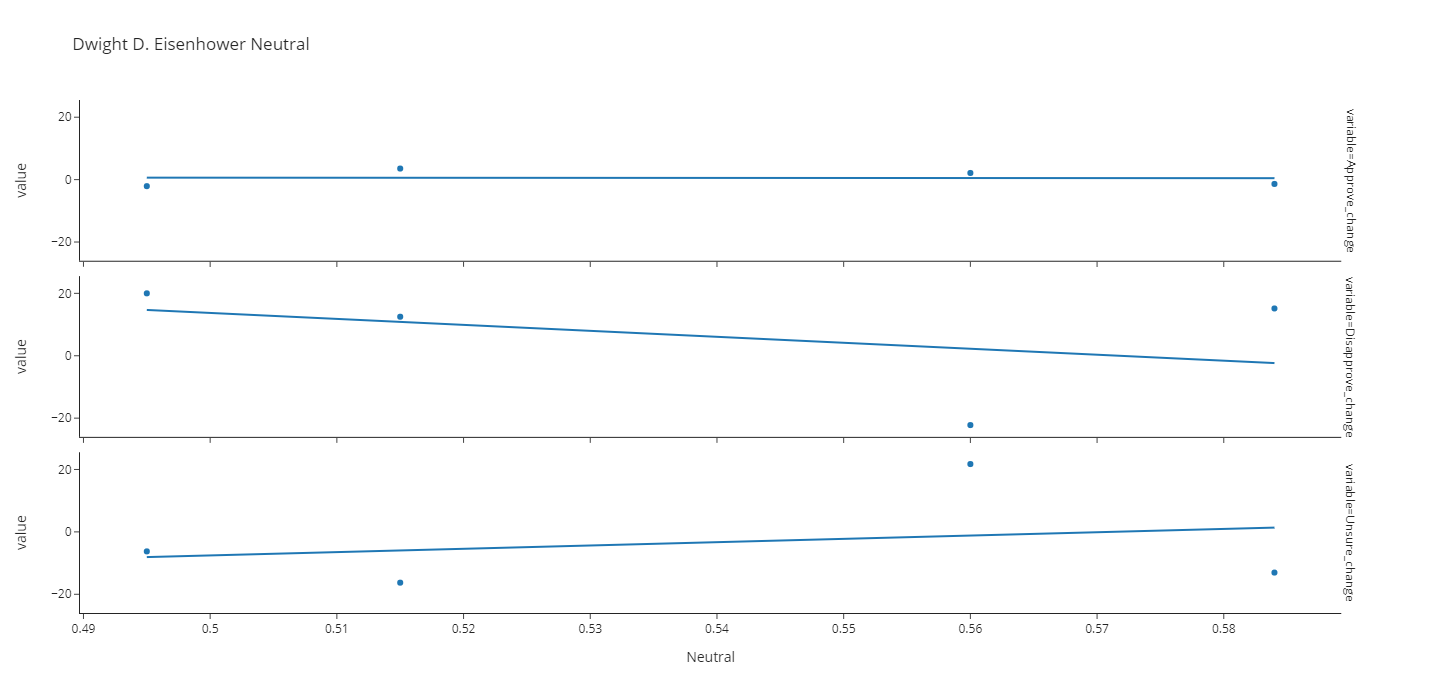 Dwight D. Eisenhower Neutral
20
0
−20
value
variable=Approve_change
20
0
−20
value
variable=Disapprove_change
20
0
−20
value
variable=Unsure_change
0.49 0.5 0.51 0.52 0.53 0.54 0.55 0.56 0.57 0.58
Neutral